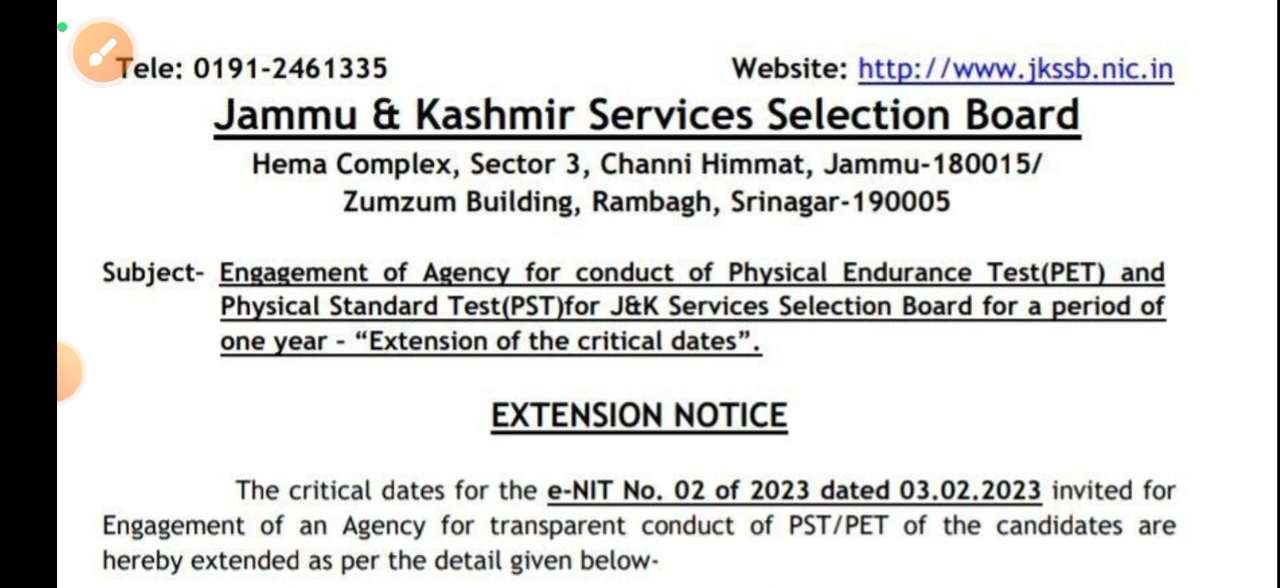 Tele: 0191-2461335 Website: http://www.jkssb.nic.in
Jammu & Kashmir Services Selection Board
Hema Complex, Sector 3, Channi Himmat, Jammu-180015/
Zumzum Building, Rambagh, Srinagar-190005
Subject- Engagement of Agency for conduct of Physical Endurance Test(PET) and
Physical Standard Test(PST)for J&K Services Selection Board for a period of
one year - “Extension of the critical dates”.
EXTENSION NOTICE
The critical dates for the e-NIT No. 02 of 2023 dated 03.02.2023 invited for
Engagement of an Agency for transparent conduct of PST/PET of the candidates are
hereby extended as per the detail given below-